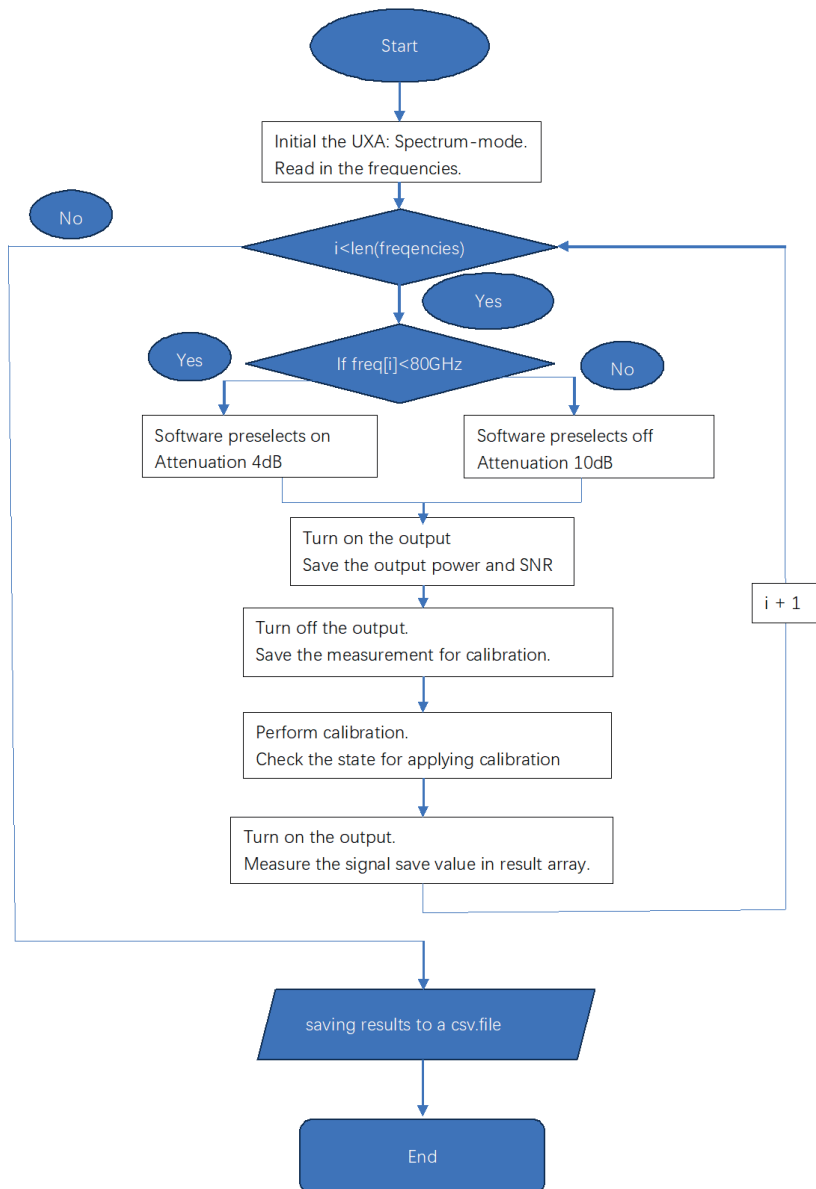 Start
Initial the UXA: Spectrum-mode.
Read in the frequencies.
No
i<len(freqencies)
Yes
Yes
If freq[i]<80GHz
No
Software preselects on
Attenuation 4dB
Software preselects off
Attenuation 10dB
Turn on the output
Save the output power and SNR
i + 1
Turn off the output.
Save the measurement for calibration.
Perform calibration.
Check the state for applying calibration
Turn on the output.
Measure the signal save value in result array.
saving results to a csv.file
End